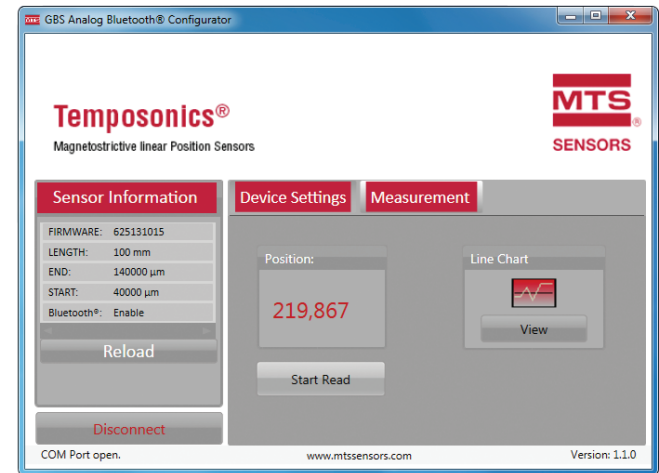 GBS Analog Bluetooth® Configurator
MTS
Temposonics®
Magnetostrictive linear Position Sensors
MTS®
SENSORS
Sensor Information
Device Settings
Measurement
FIRMWARE: 625131015
LENGTH: 100 mm
END: 140000 µm
START: 40000 µm
Bluetooth®: Enable
Reload
Disconnect
Position:
219,867
Start Read
Line Chart
View
COM Port open.
www.mtssensors.com
Version: 1.1.0